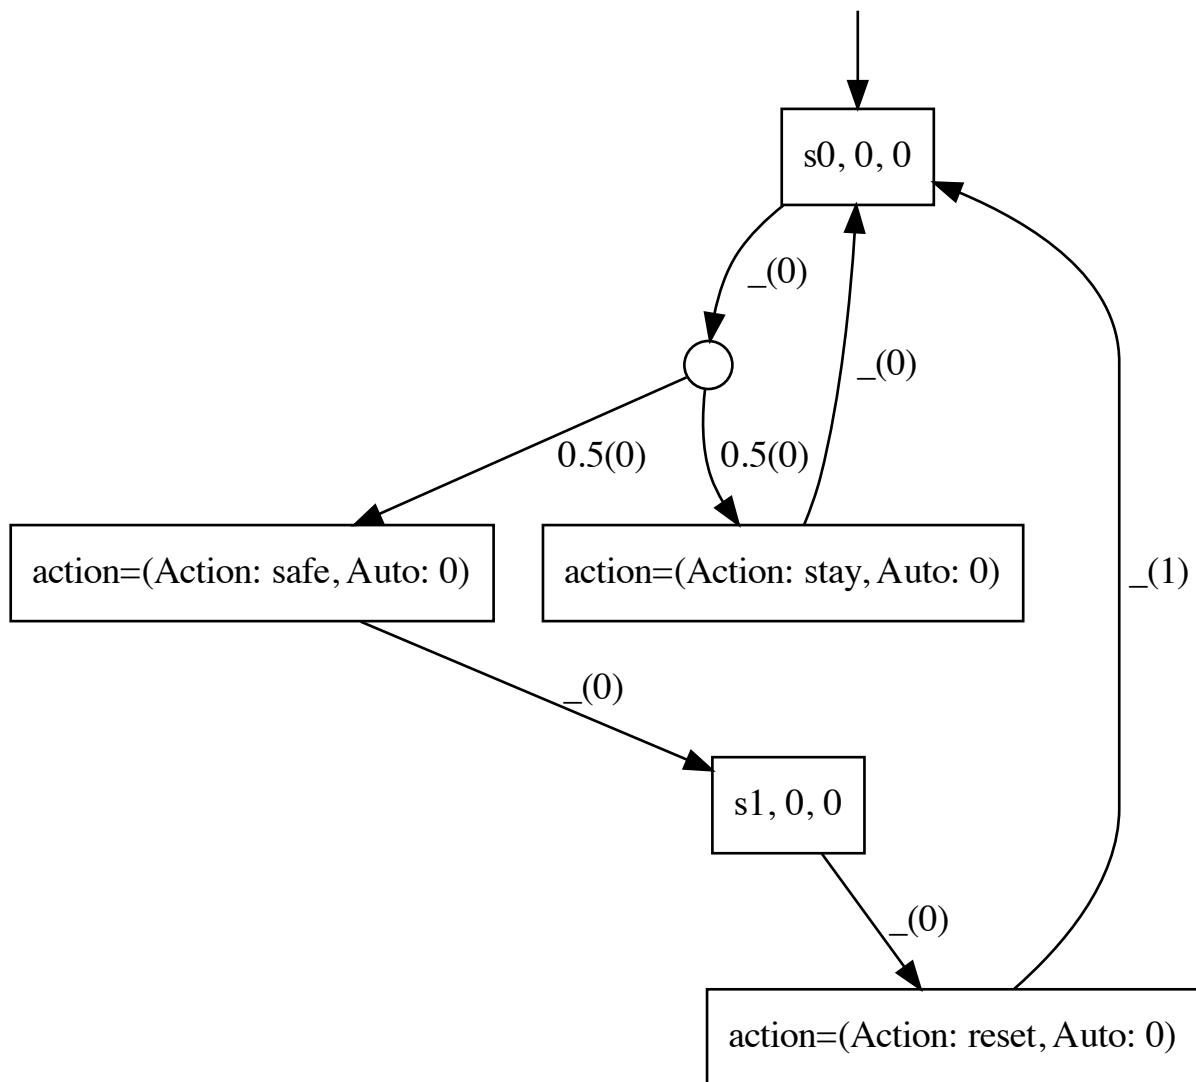 s0, 0, 0
_(0)
_(0)
0.5(0)
0.5(0)
action=(Action: safe, Auto: 0)
action=(Action: stay, Auto: 0)
_(1)
_(0)
s1, 0, 0
_(0)
action=(Action: reset, Auto: 0)